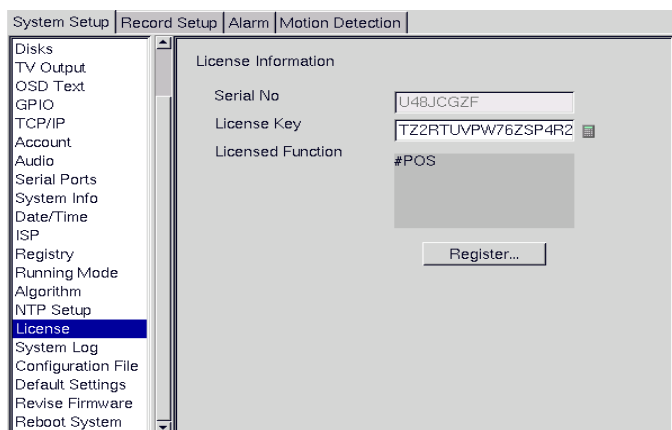 System Setup
Record Setup
Alarm
Motion Detection
Disks
TV Output
OSD Text
GPIO
TCP/IP
Account
Audio
Serial Ports
System Info
Date/Time
ISP
Registry
Running Mode
Algorithm
NTP Setup
License
System Log
Configuration File
Default Settings
Revise Firmware
Reboot System
License Information
Serial No
U48JCGZF
License Key
TZ2RTUVPW76ZSP4R2
Licensed Function
#POS
Register...